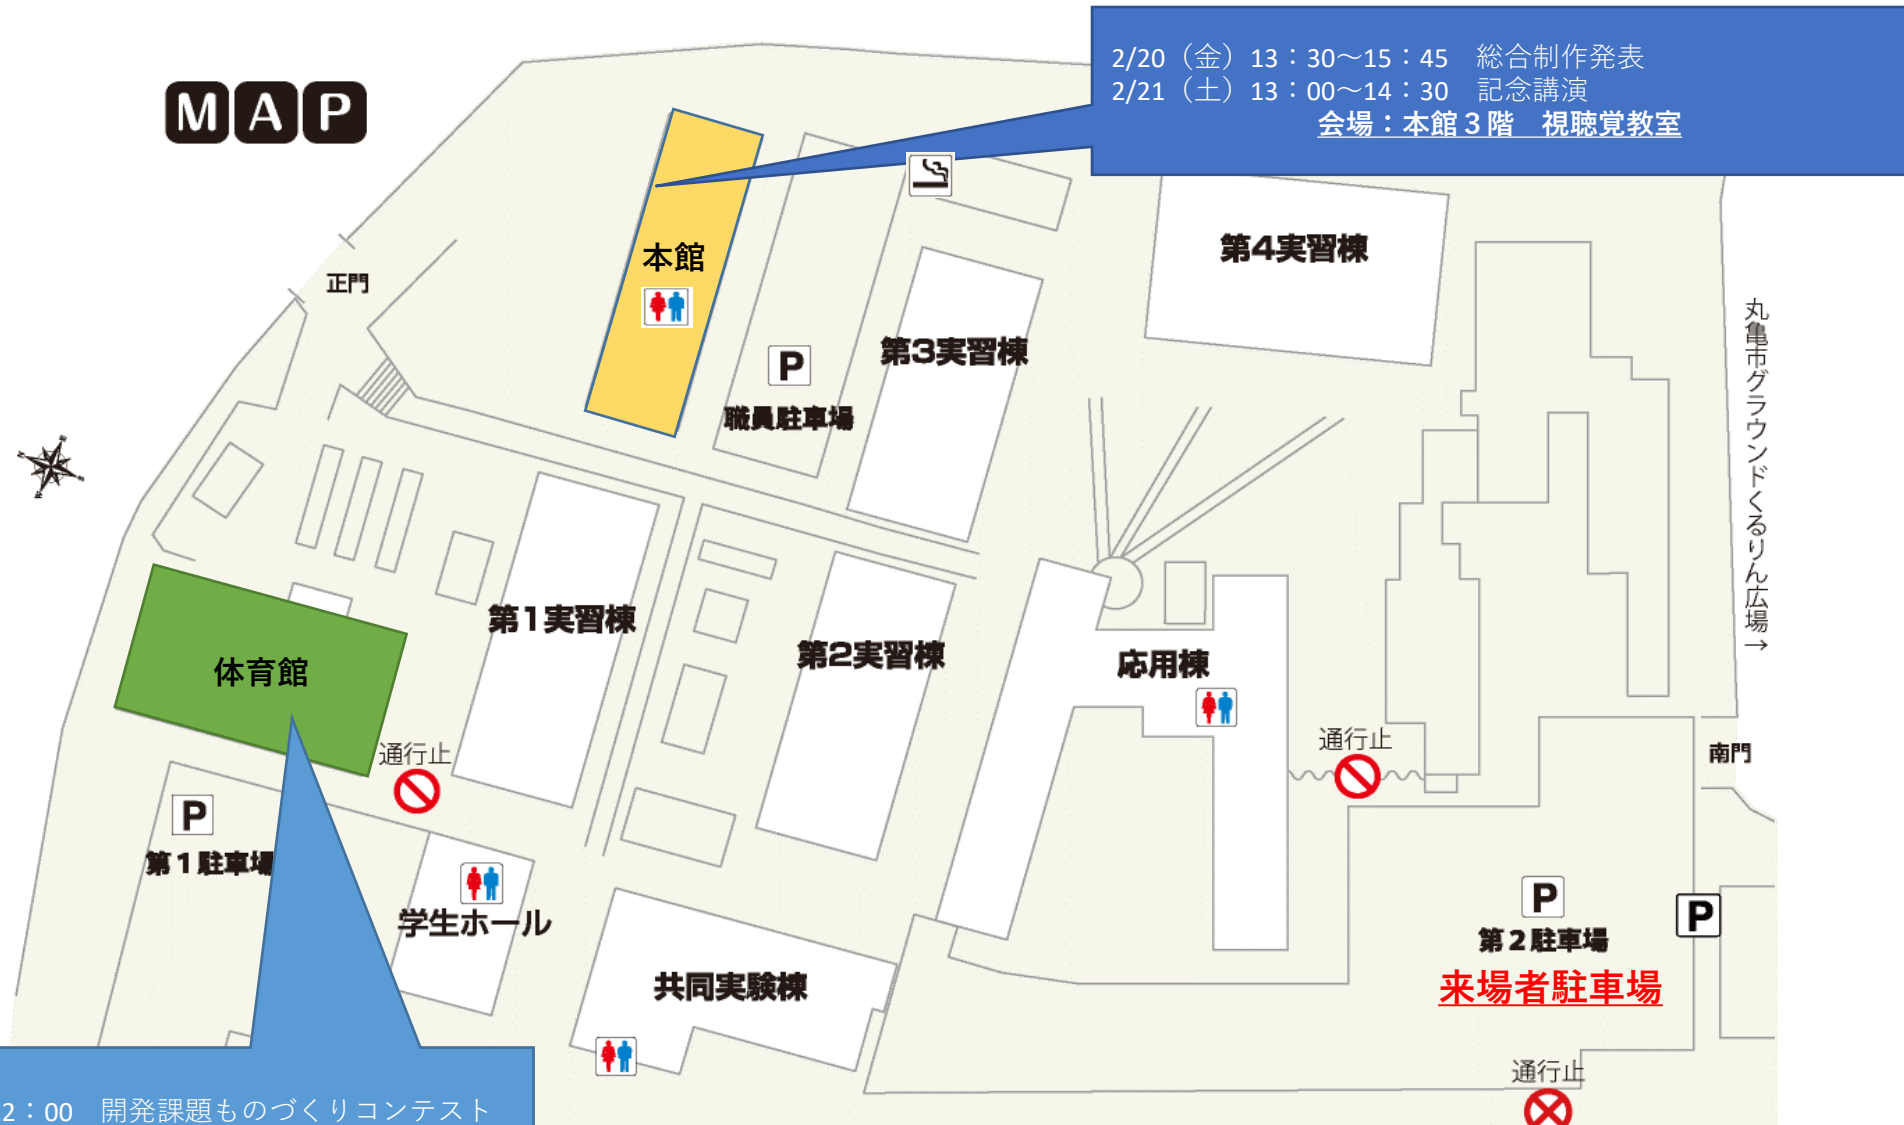 MAP
2/20（金）13：30～15：45　総合制作発表
2/21（土）13：00～14：30　記念講演
会場：本館３階　視聴覚教室
本館
正門
第4実習棟
第3実習棟
P
職員駐車場
丸亀市グラウンドくるりん広場→
第1実習棟
第2実習棟
応用棟
体育館
通行止
通行止
南門
P
第１駐車場
学生ホール
共同実験棟
P
第２駐車場
来場者駐車場
P
通行止
2：00　開発課題ものづくりコンテスト